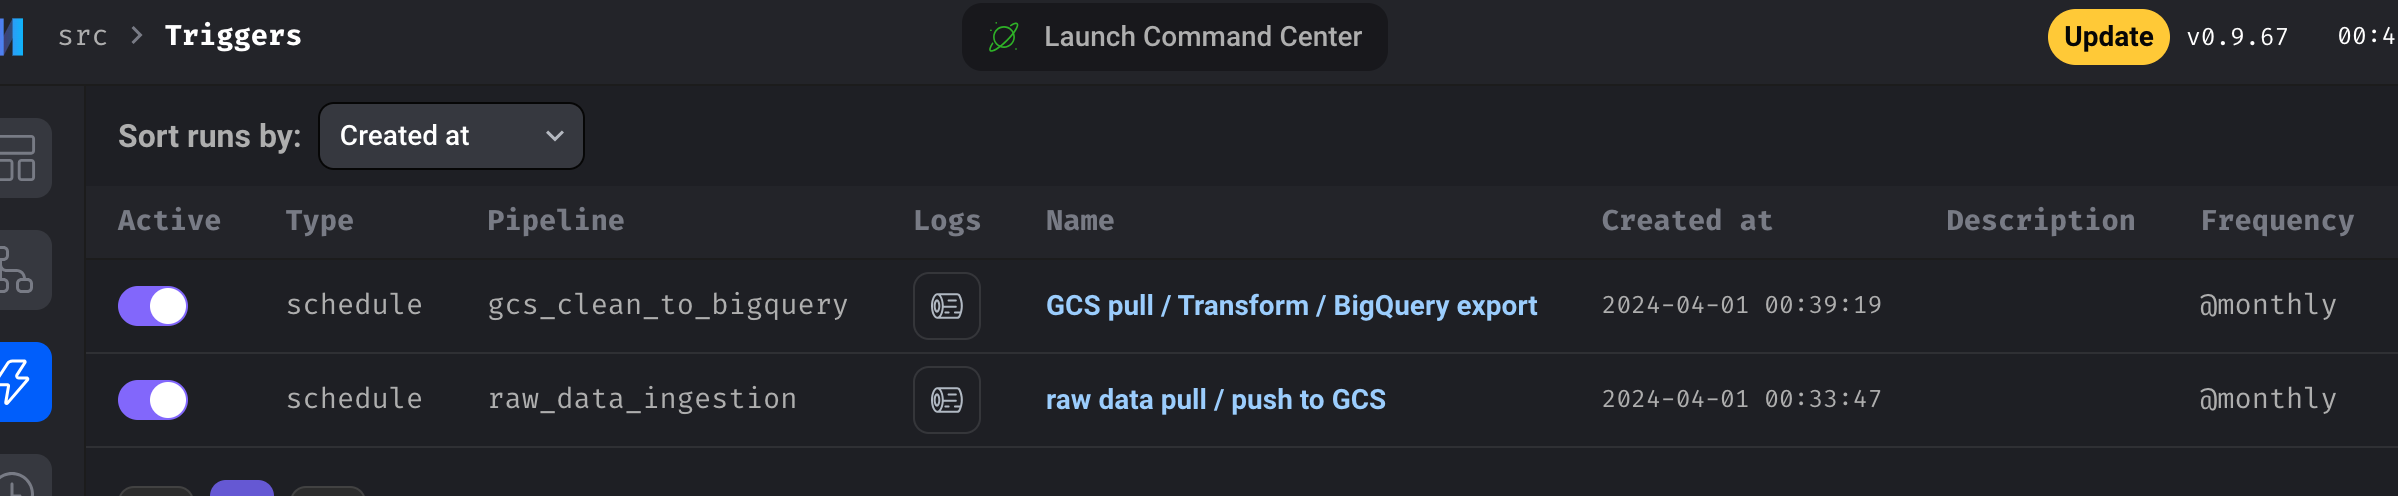 src > Triggers
Launch Command Center
Update v0.9.67 00:4
Sort runs by: Created at
Active Type Pipeline Logs Name Created at Description Frequency
schedule gcs_clean_to_bigquery GCS pull / Transform / BigQuery export 2024-04-01 00:39:19 @monthly
schedule raw_data_ingestion raw data pull / push to GCS 2024-04-01 00:33:47 @monthly